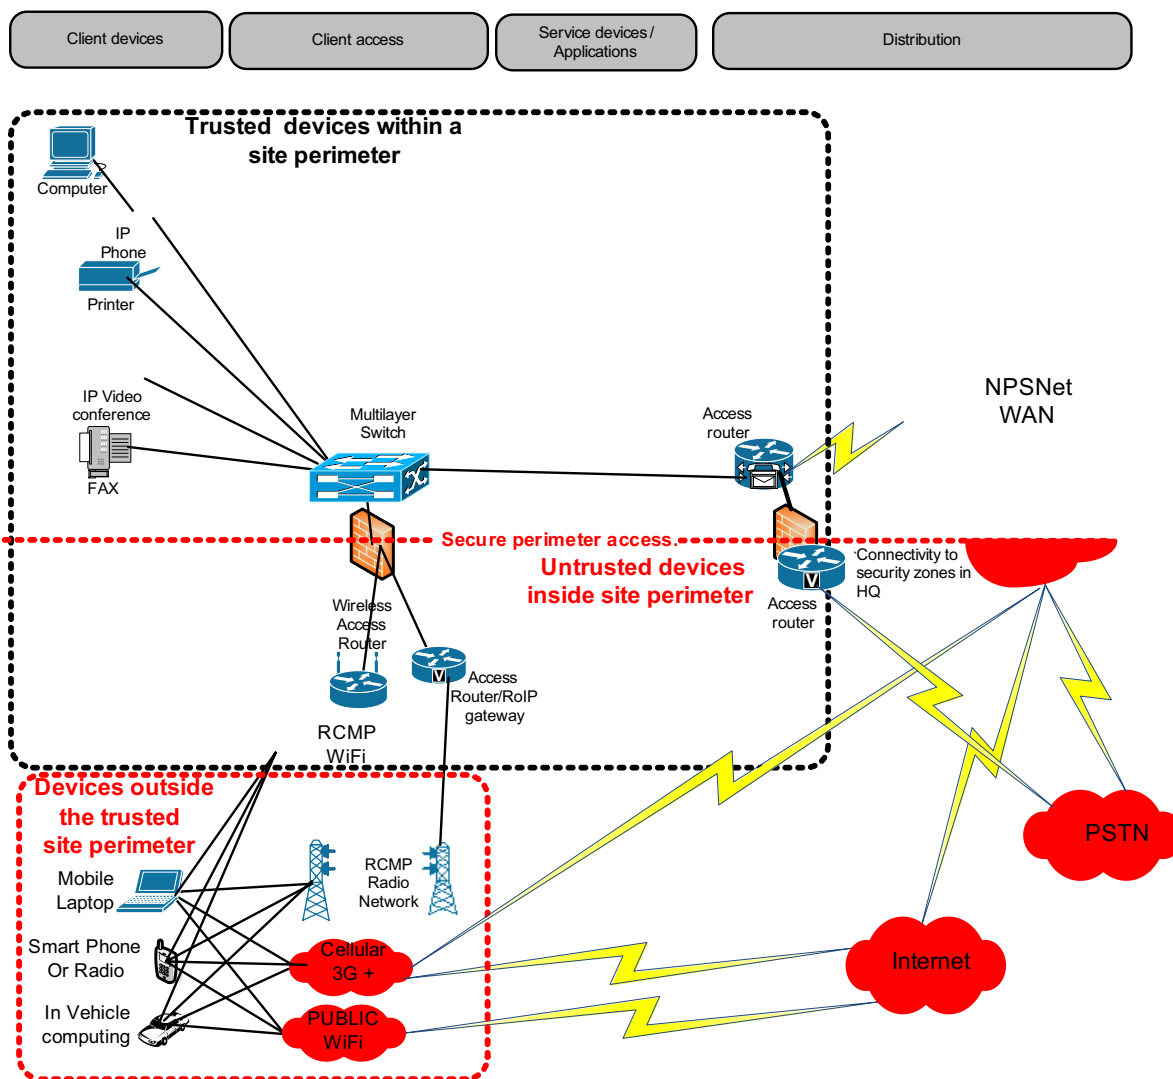 Client devices
Client access
Service devices /
Applications
Distribution
Trusted devices within a
site perimeter
Computer
IP
Phone
Printer
IP Video
conference
FAX
Multilayer
Switch
Access
router
NPSNet
WAN
Secure perimeter access.
Untrusted devices
inside site perimeter
Connectivity to
security zones in
HQ
V
Access
router
Wireless
Access
Router
V
Access
Router/RoIP
gateway
RCMP
WiFi
Devices outside
the trusted
site perimeter
Mobile
Laptop
RCMP
Radio
Network
PSTN
Smart Phone
Or Radio
Cellular
3G +
Internet
In Vehicle
computing
PUBLIC
WiFi